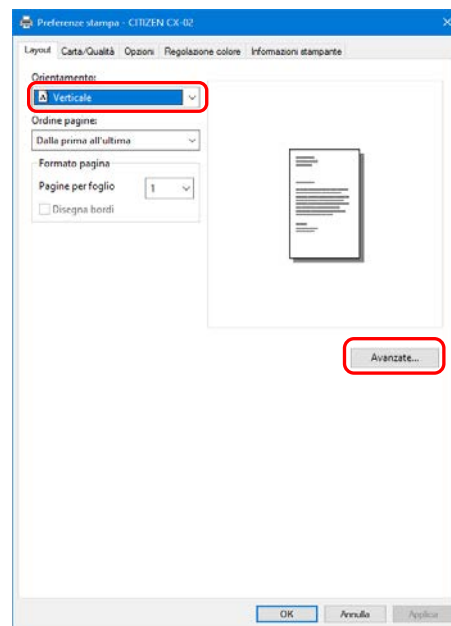 Preferenze stampa - CITIZEN CX-02
Layout Carta/Qualità Opzioni Regolazione colore Informazioni stampante
Orientamento:
A Verticale
Ordine pagine:
Dalla prima all'ultima
Formato pagina
Pagine per foglio 1
Disegna bordi
Avanzate...
OK Annulla Applica